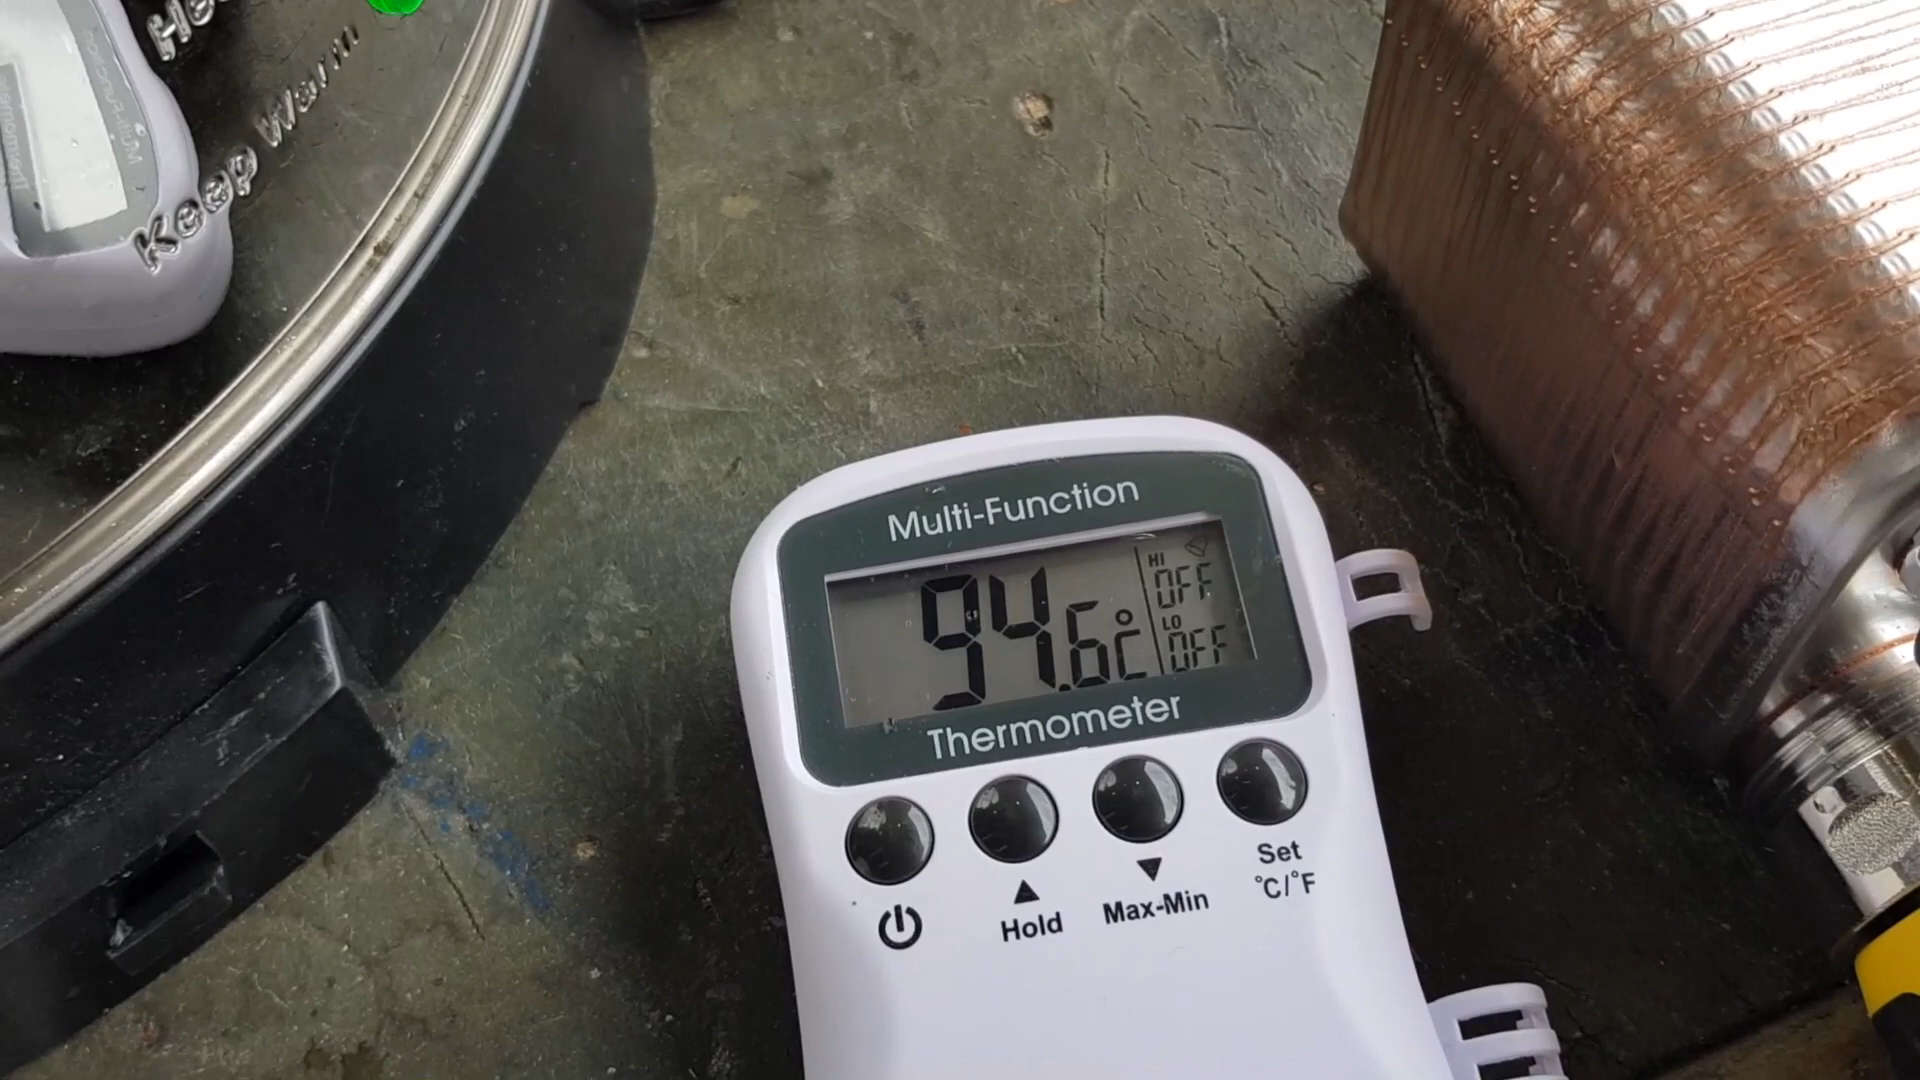 Keep Warm
Multi-Function
94.6°C
HI
OFF
LO
OFF
Thermometer
Hold
Max-Min
Set
°C/°F